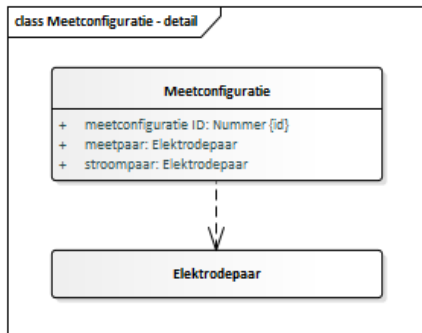 class Meetconfiguratie - detail
Meetconfiguratie
+ meetconfiguratie ID: Nummer {id}
+ meetpaar: Elektrodepaar
+ stroompaar: Elektrodepaar
Elektrodepaar